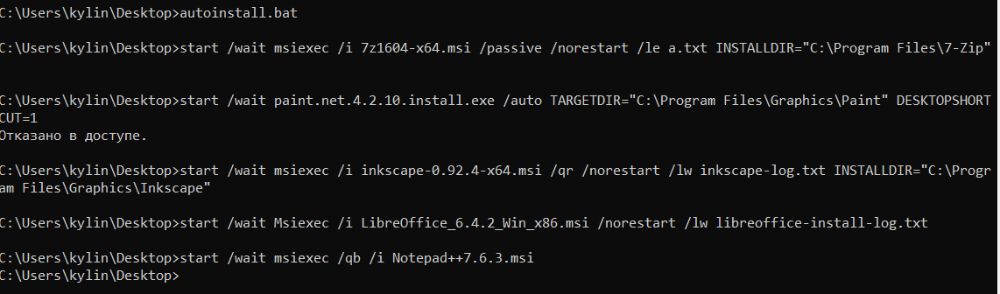 C:\Users\kylin\Desktop>autoinstall.bat
C:\Users\kylin\Desktop>start /wait msiexec /i 7z1604-x64.msi /passive /norestart /le a.txt INSTALLDIR="C:\Program Files\7-Zip"
C:\Users\kylin\Desktop>start /wait paint.net.4.2.10.install.exe /auto TARGETDIR="C:\Program Files\Graphics\Paint" DESKTOPSHORT
CUT=1
Отказано в доступе.
C:\Users\kylin\Desktop>start /wait msiexec /i inkscape-0.92.4-x64.msi /qr /norestart /lw inkscape-log.txt INSTALLDIR="C:\Progr
am Files\Graphics\Inkscape"
C:\Users\kylin\Desktop>start /wait Msiexec /i LibreOffice_6.4.2_Win_x86.msi /norestart /lw libreoffice-install-log.txt
C:\Users\kylin\Desktop>start /wait msiexec /qb /i Notepad++7.6.3.msi
C:\Users\kylin\Desktop>